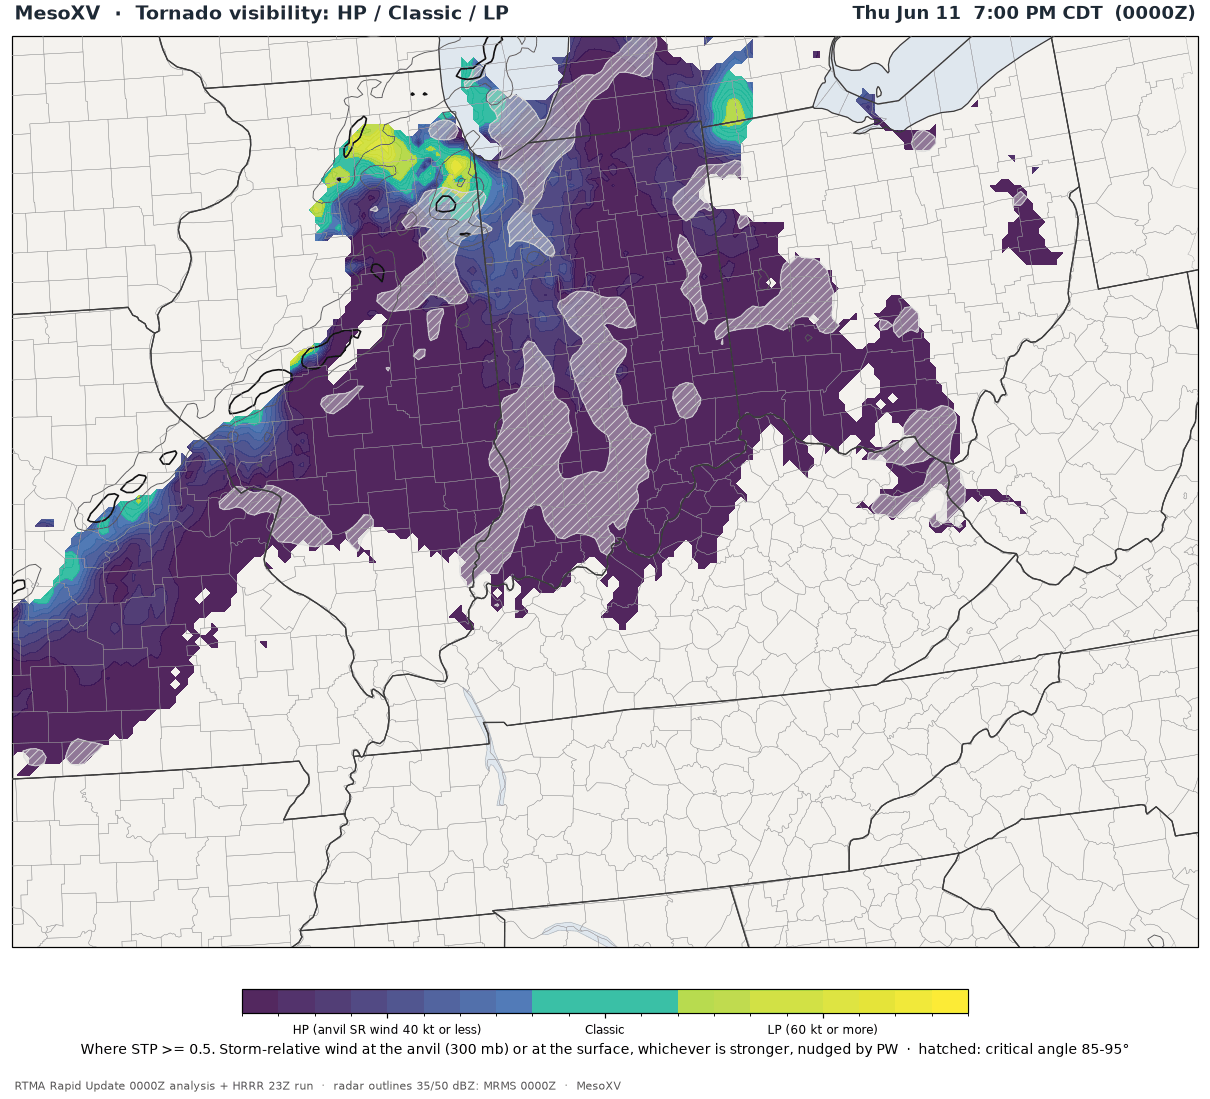 MesoXV · Tornado visibility: HP / Classic / LP
Thu Jun 11 7:00 PM CDT (0000Z)
HP (anvil SR wind 40 kt or less)
Classic
LP (60 kt or more)
Where STP >= 0.5. Storm-relative wind at the anvil (300 mb) or at the surface, whichever is stronger, nudged by PW · hatched: critical angle 85-95°
RTMA Rapid Update 0000Z analysis + HRRR 23Z run · radar outlines 35/50 dBZ: MRMS 0000Z · MesoXV